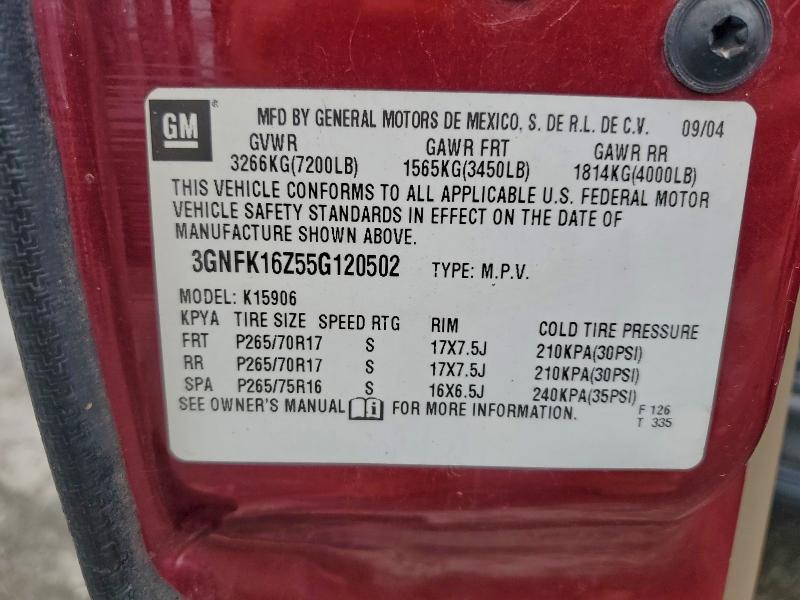 GM® MFD BY GENERAL MOTORS DE MEXICO, S. DE R.L. DE C.V. 09/04
GVWR GAWR FRT GAWR RR
3266KG(7200LB) 1565KG(3450LB) 1814KG(4000LB)
THIS VEHICLE CONFORMS TO ALL APPLICABLE U.S. FEDERAL MOTOR
VEHICLE SAFETY STANDARDS IN EFFECT ON THE DATE OF
MANUFACTURE SHOWN ABOVE.
3GNFK16Z55G120502 TYPE: M.P.V.
MODEL: K15906
KPYA TIRE SIZE SPEED RTG RIM COLD TIRE PRESSURE
FRT P265/70R17 S 17X7.5J 210KPA(30PSI)
RR P265/70R17 S 17X7.5J 210KPA(30PSI)
SPA P265/75R16 S 16X6.5J 240KPA(35PSI)
SEE OWNER'S MANUAL i FOR MORE INFORMATION. F 126
T 335